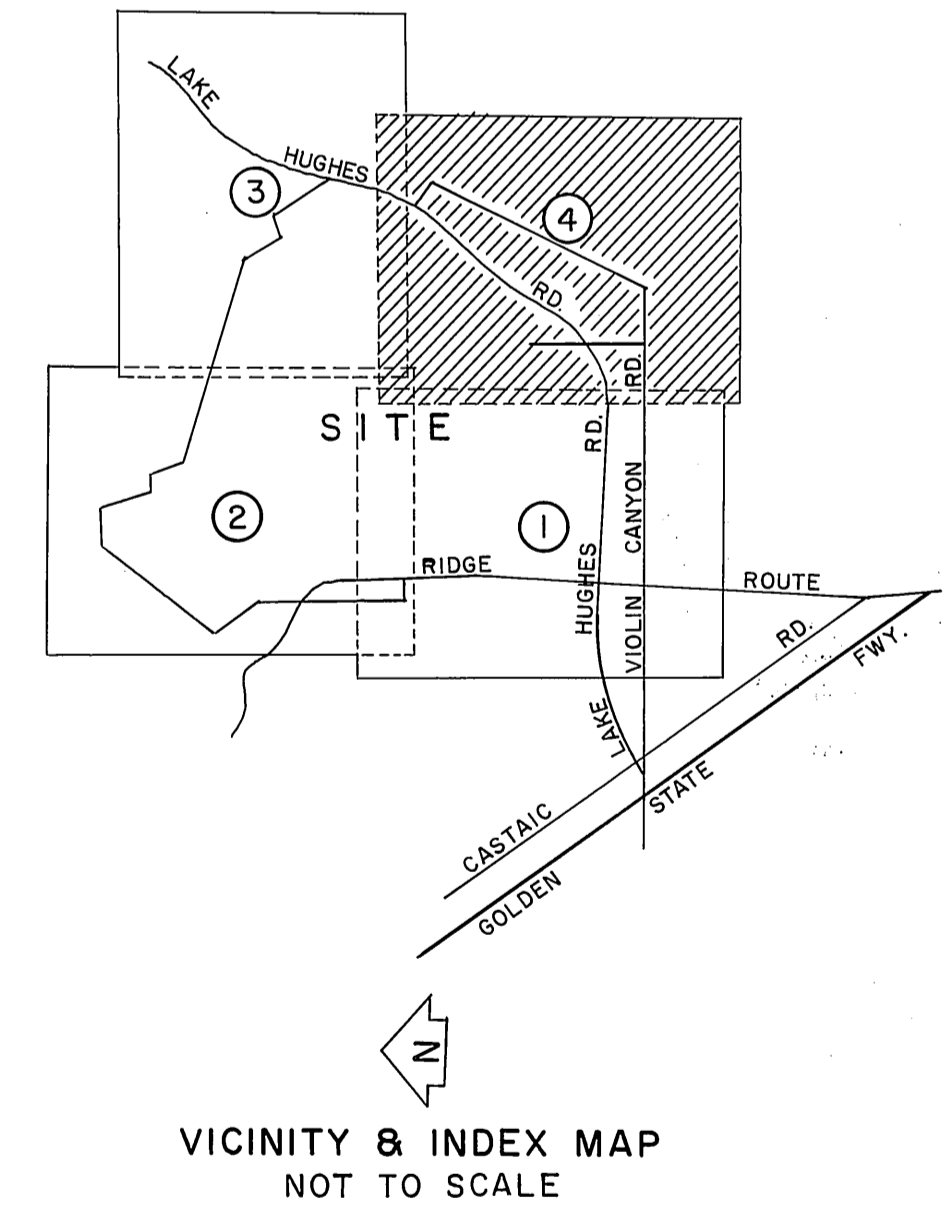 LAKE
HUGHES
3
4
RD.
RD.
SITE
RD.
2
1
CANYON
RIDGE
ROUTE
HUGHES
VIOLIN
RD.
FWY.
LAKE
STATE
CASTAIC
GOLDEN
N
VICINITY & INDEX MAP
NOT TO SCALE